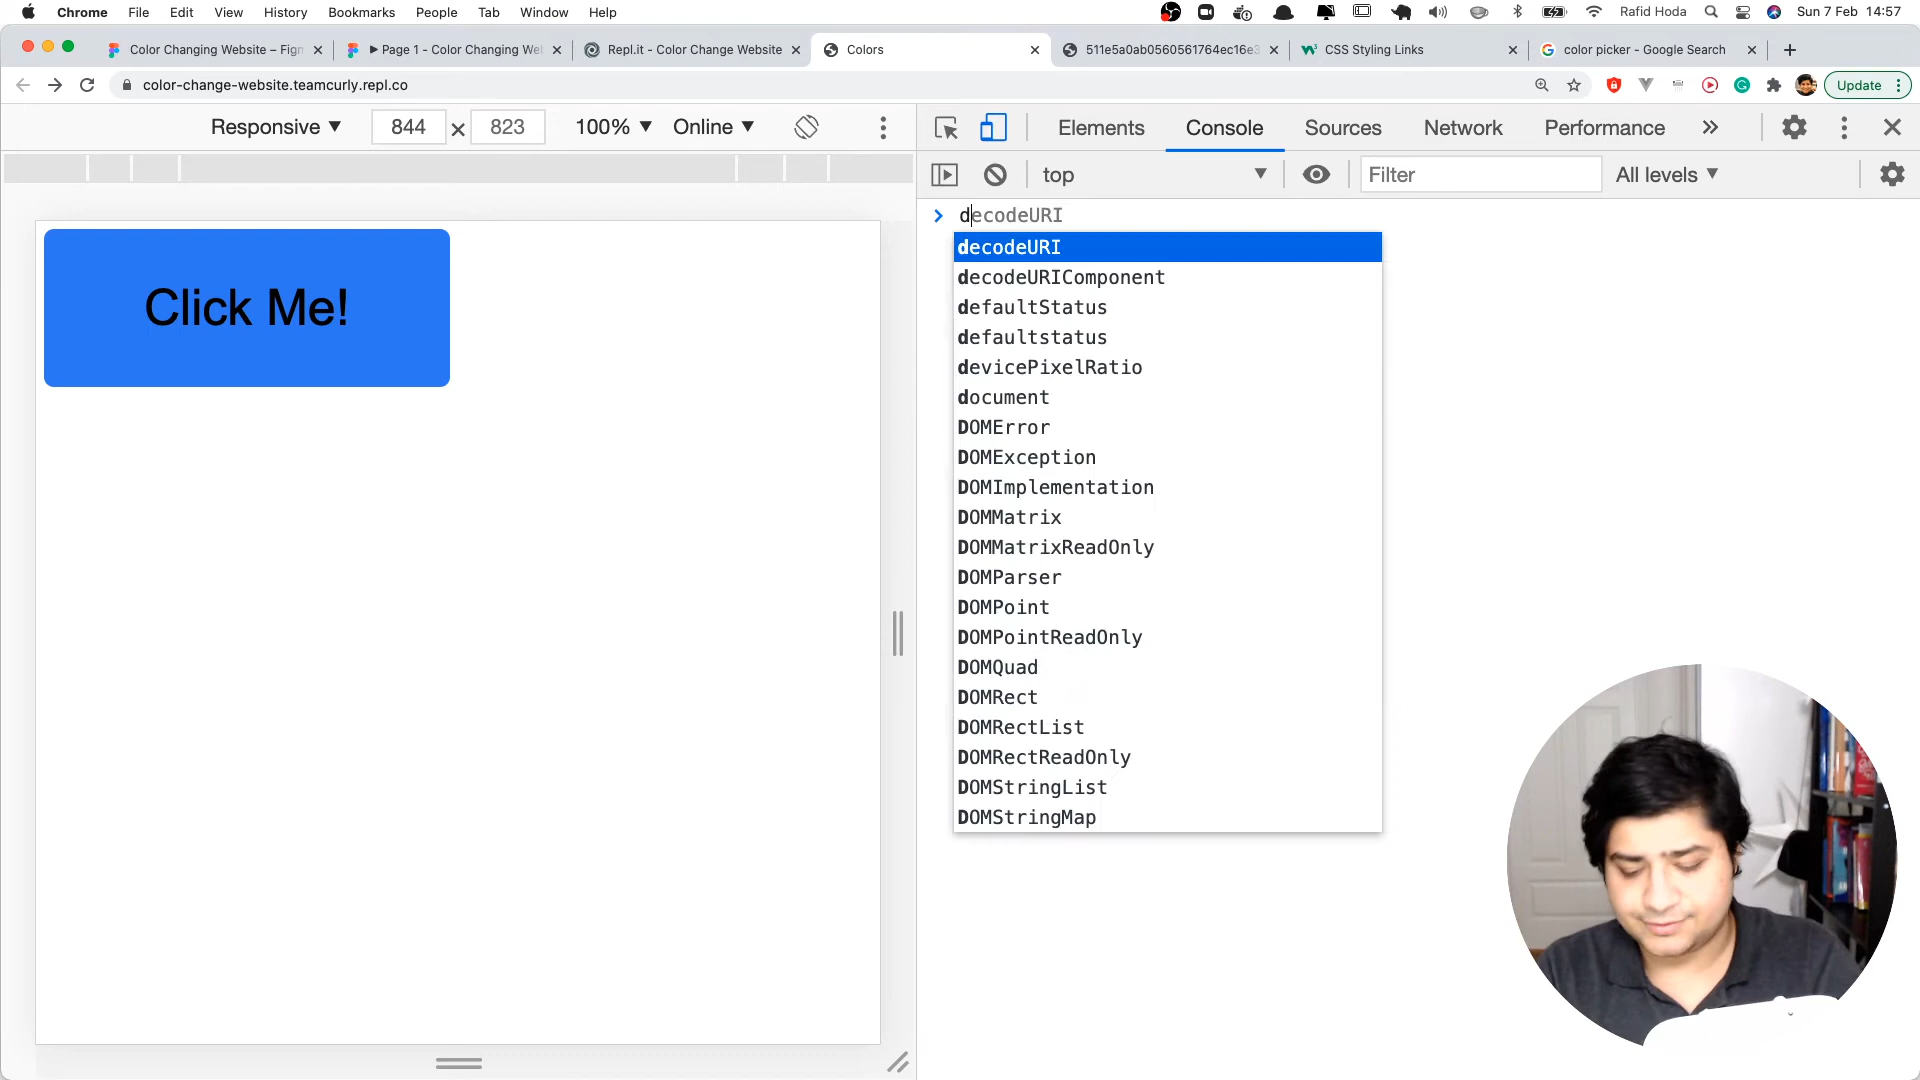 Chrome File Edit View History Bookmarks People Tab Window Help Rafid Hoda Sun 7 Feb 14:57
Color Changing Website – Figm
Page 1 - Color Changing Web
Repl.it - Color Change Website
Colors
511e5a0ab0560561764ec16e3
CSS Styling Links
color picker - Google Search
color-change-website.teamcurly.repl.co
Update
Responsive 844 × 823 100% Online
Elements Console Sources Network Performance
top Filter All levels
decodeURI
Click Me!
decodeURI
decodeURIComponent
defaultStatus
defaultstatus
devicePixelRatio
document
DOMError
DOMException
DOMImplementation
DOMMatrix
DOMMatrixReadOnly
DOMParser
DOMPoint
DOMPointReadOnly
DOMQuad
DOMRect
DOMRectList
DOMRectReadOnly
DOMStringList
DOMStringMap